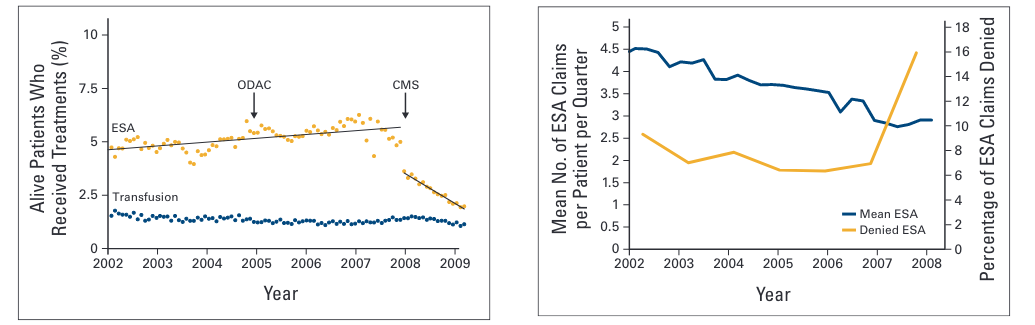 Alive Patients Who
Received Treatments (%)
10
7.5
5
2.5
0
ESA
ODAC
CMS
Transfusion
2002 2003 2004 2005 2006 2007 2008 2009
Year
Mean No. of ESA Claims
per Patient per Quarter
5
4.5
4
3.5
3
2.5
2
1.5
1
0.5
0
Mean ESA
Denied ESA
2002 2003 2004 2005 2006 2007 2008
Year
18
16
14
12
10
8
6
4
2
0
Percentage of ESA Claims Denied